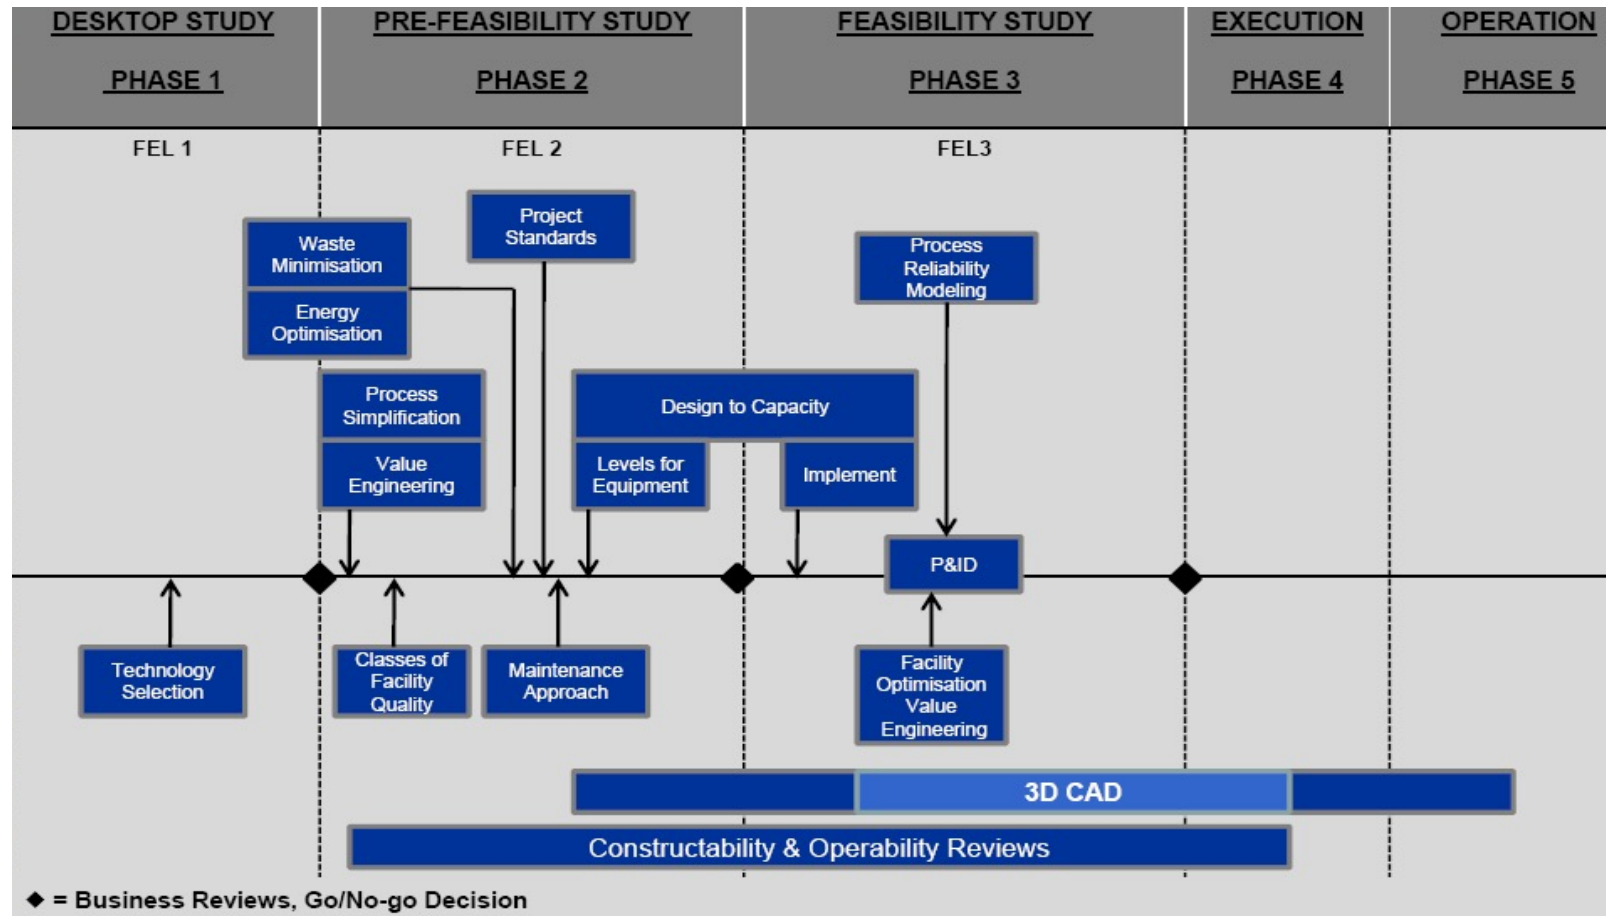 DESKTOP STUDY
PHASE 1
PRE-FEASIBILITY STUDY
PHASE 2
FEASIBILITY STUDY
PHASE 3
EXECUTION
PHASE 4
OPERATION
PHASE 5
FEL 1
FEL 2
FEL3
Waste
Minimisation
Energy
Optimisation
Project
Standards
Process
Reliability
Modeling
Process
Simplification
Value
Engineering
Design to Capacity
Levels for
Equipment
Implement
P&ID
Technology
Selection
Classes of
Facility
Quality
Maintenance
Approach
Facility
Optimisation
Value
Engineering
3D CAD
Constructability & Operability Reviews
◆ = Business Reviews, Go/No-go Decision